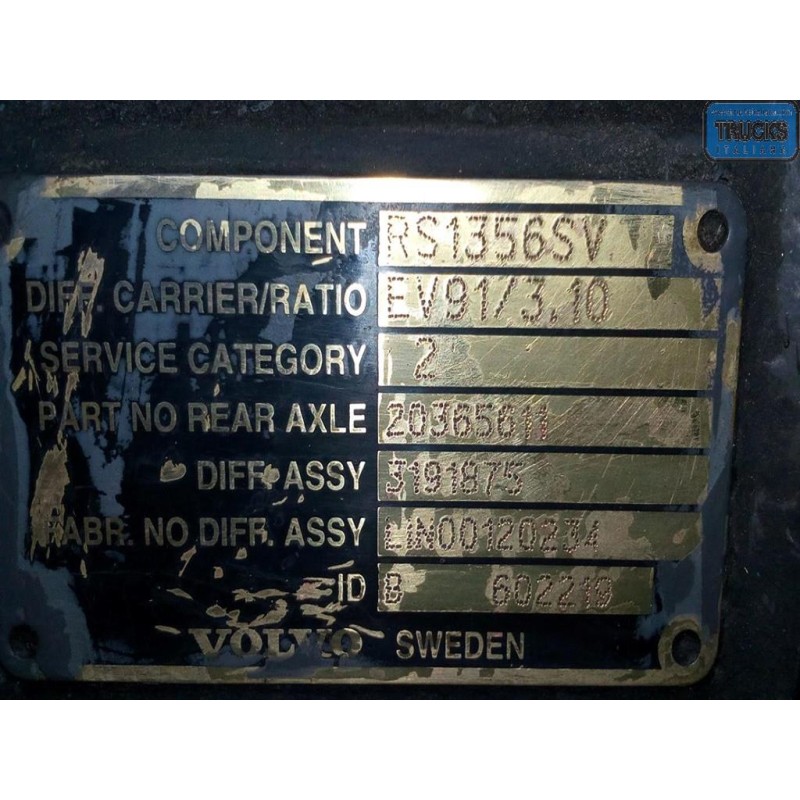 TRUCKS
COMPONENT RS1356SV
DIFF. CARRIER/RATIO EV91/3.10
SERVICE CATEGORY 2
PART NO REAR AXLE
DIFF. ASSY 3191875
FABR. NO DIFF. ASSY LIN00120234
ID B 602219
VOLVO SWEDEN